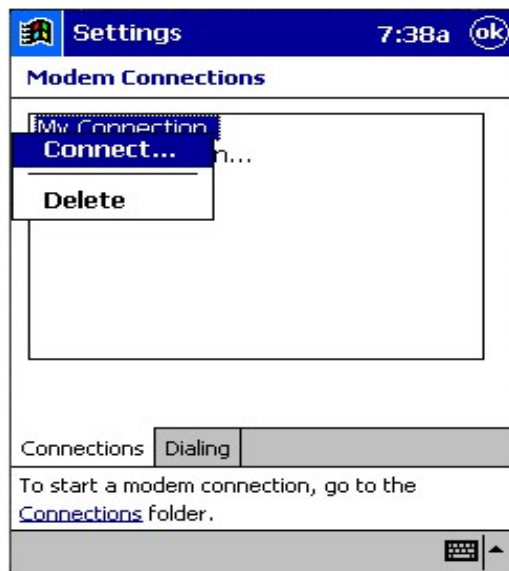 Settings 7:38a ok
Modem Connections
My Connection
Connect...
n...
Delete
Connections Dialing
To start a modem connection, go to the
Connections folder.